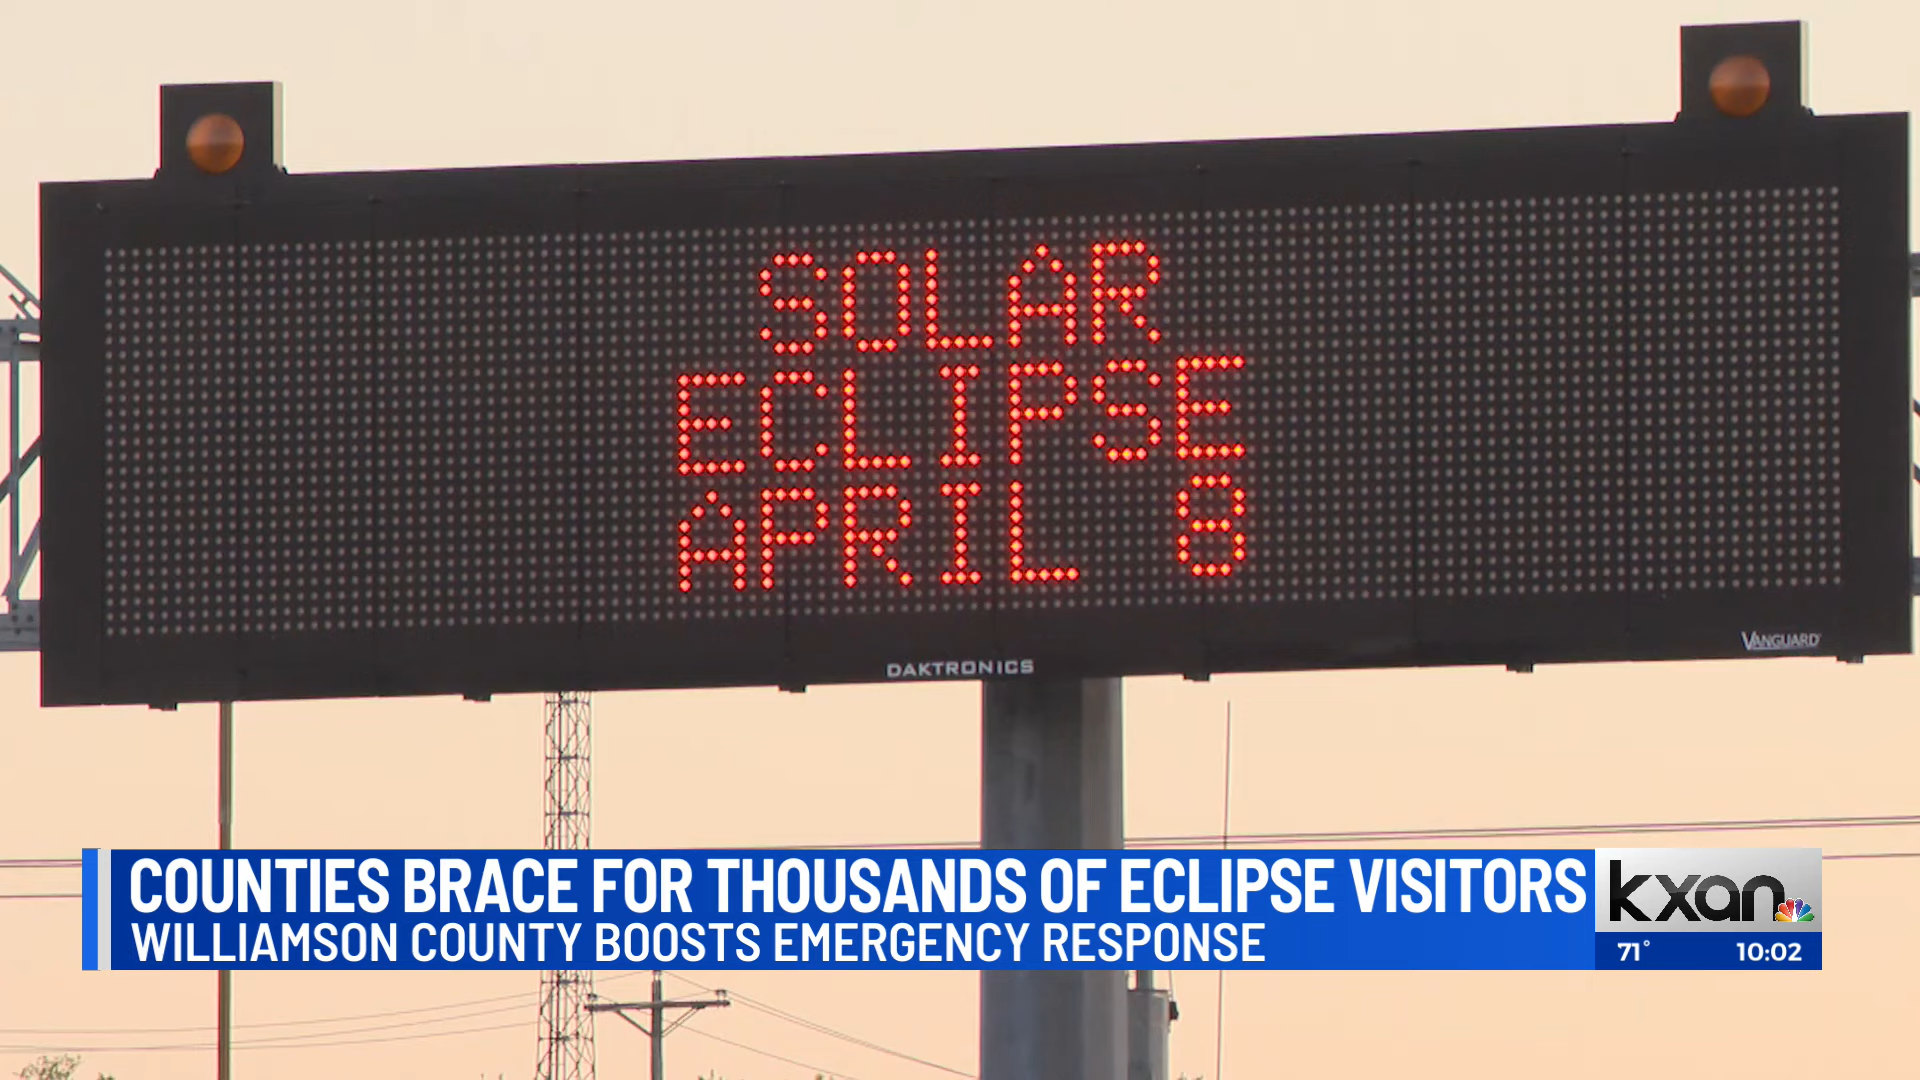 SOLAR
ECLIPSE
APRIL 8
VANGUARD
DAKTRONICS
COUNTIES BRACE FOR THOUSANDS OF ECLIPSE VISITORS
WILLIAMSON COUNTY BOOSTS EMERGENCY RESPONSE
kxan
71° 10:02